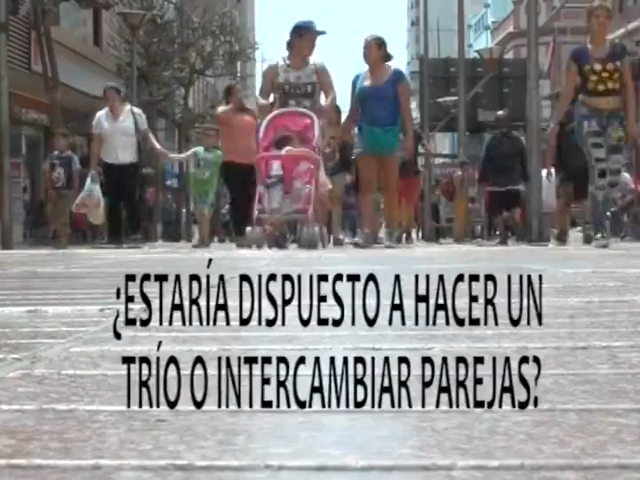 ¿ESTARÍA DISPUESTO A HACER UN
TRÍO O INTERCAMBIAR PAREJAS?